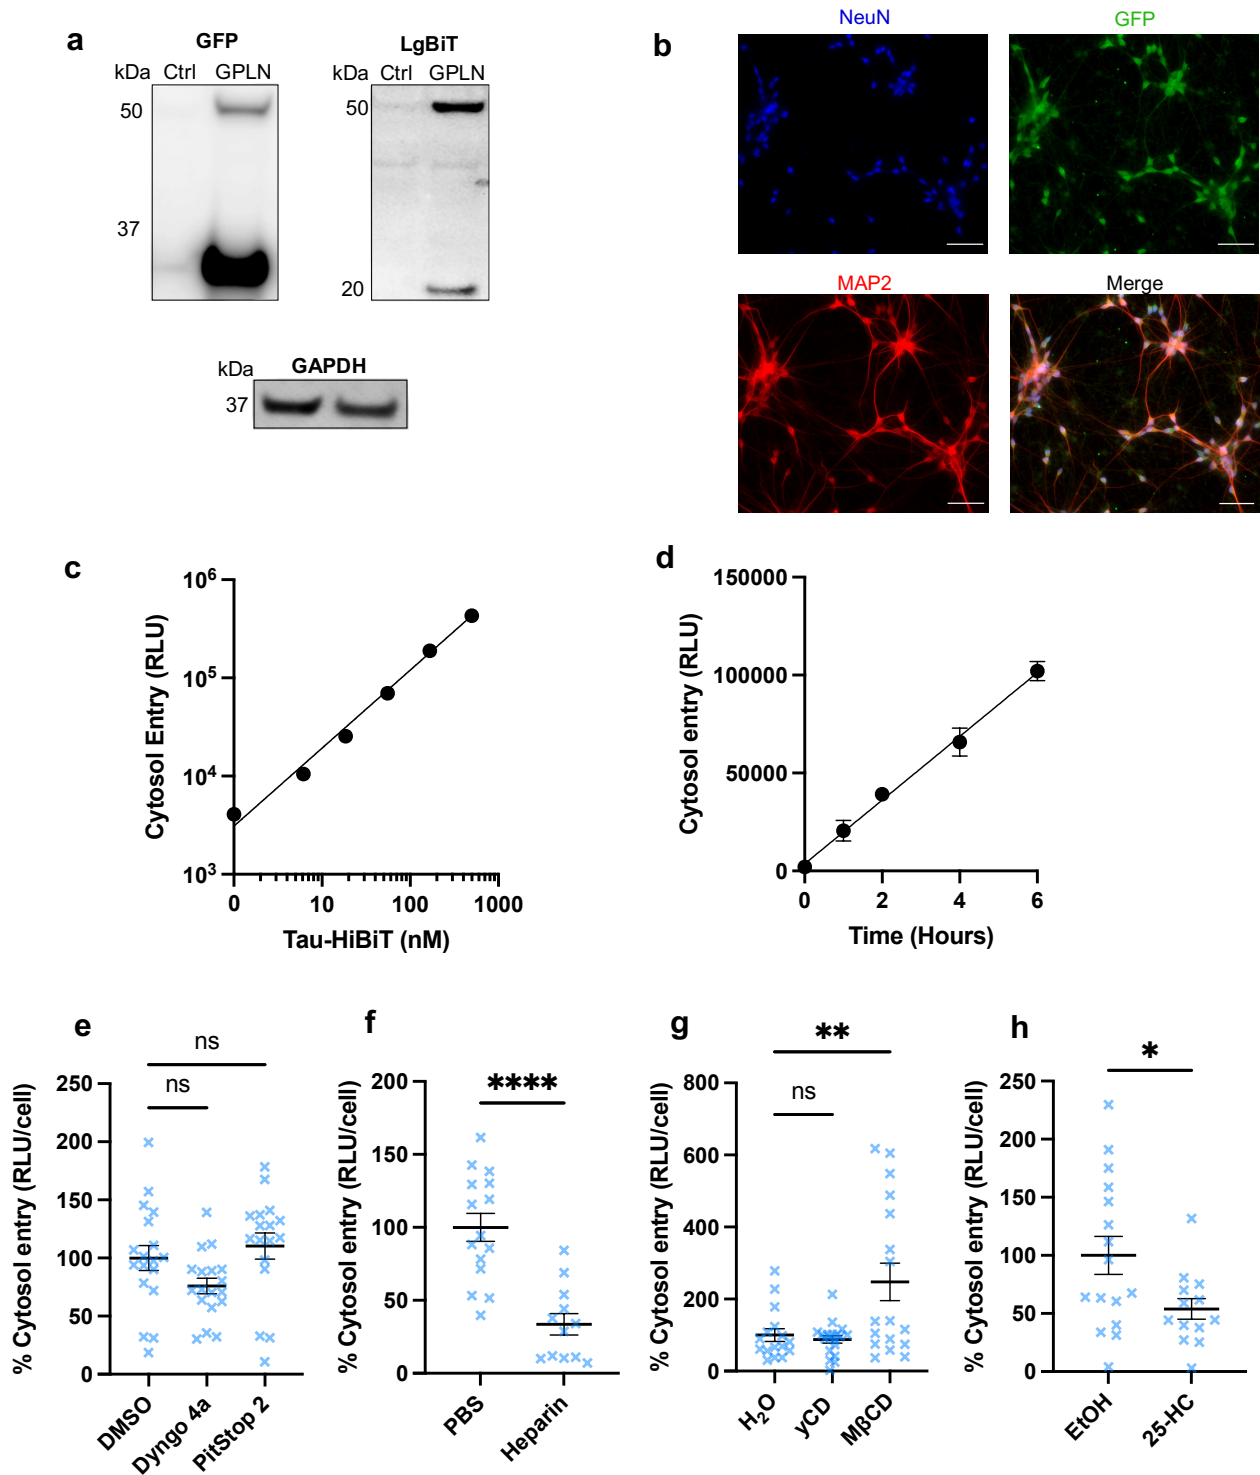 a
GFP
LgBiT
kDa Ctrl GPLN
kDa Ctrl GPLN
50
37
50
20
kDa GAPDH
37
b
NeuN
GFP
MAP2
Merge
c
Cytosol Entry (RLU)
10⁶
10⁵
10⁴
10³
0 10 100 1000
Tau-HiBiT (nM)
d
Cytosol entry (RLU)
150000
100000
50000
0
0 2 4 6
Time (Hours)
e
% Cytosol entry (RLU/cell)
ns
ns
250
200
150
100
50
0
DMSO
Dyngo 4a
PitStop 2
f
% Cytosol entry (RLU/cell)
****
200
150
100
50
0
PBS
Heparin
g
% Cytosol entry (RLU/cell)
**
ns
800
600
400
200
0
H₂O
yCD
MβCD
h
% Cytosol entry (RLU/cell)
*
250
200
150
100
50
0
EtOH
25-HC